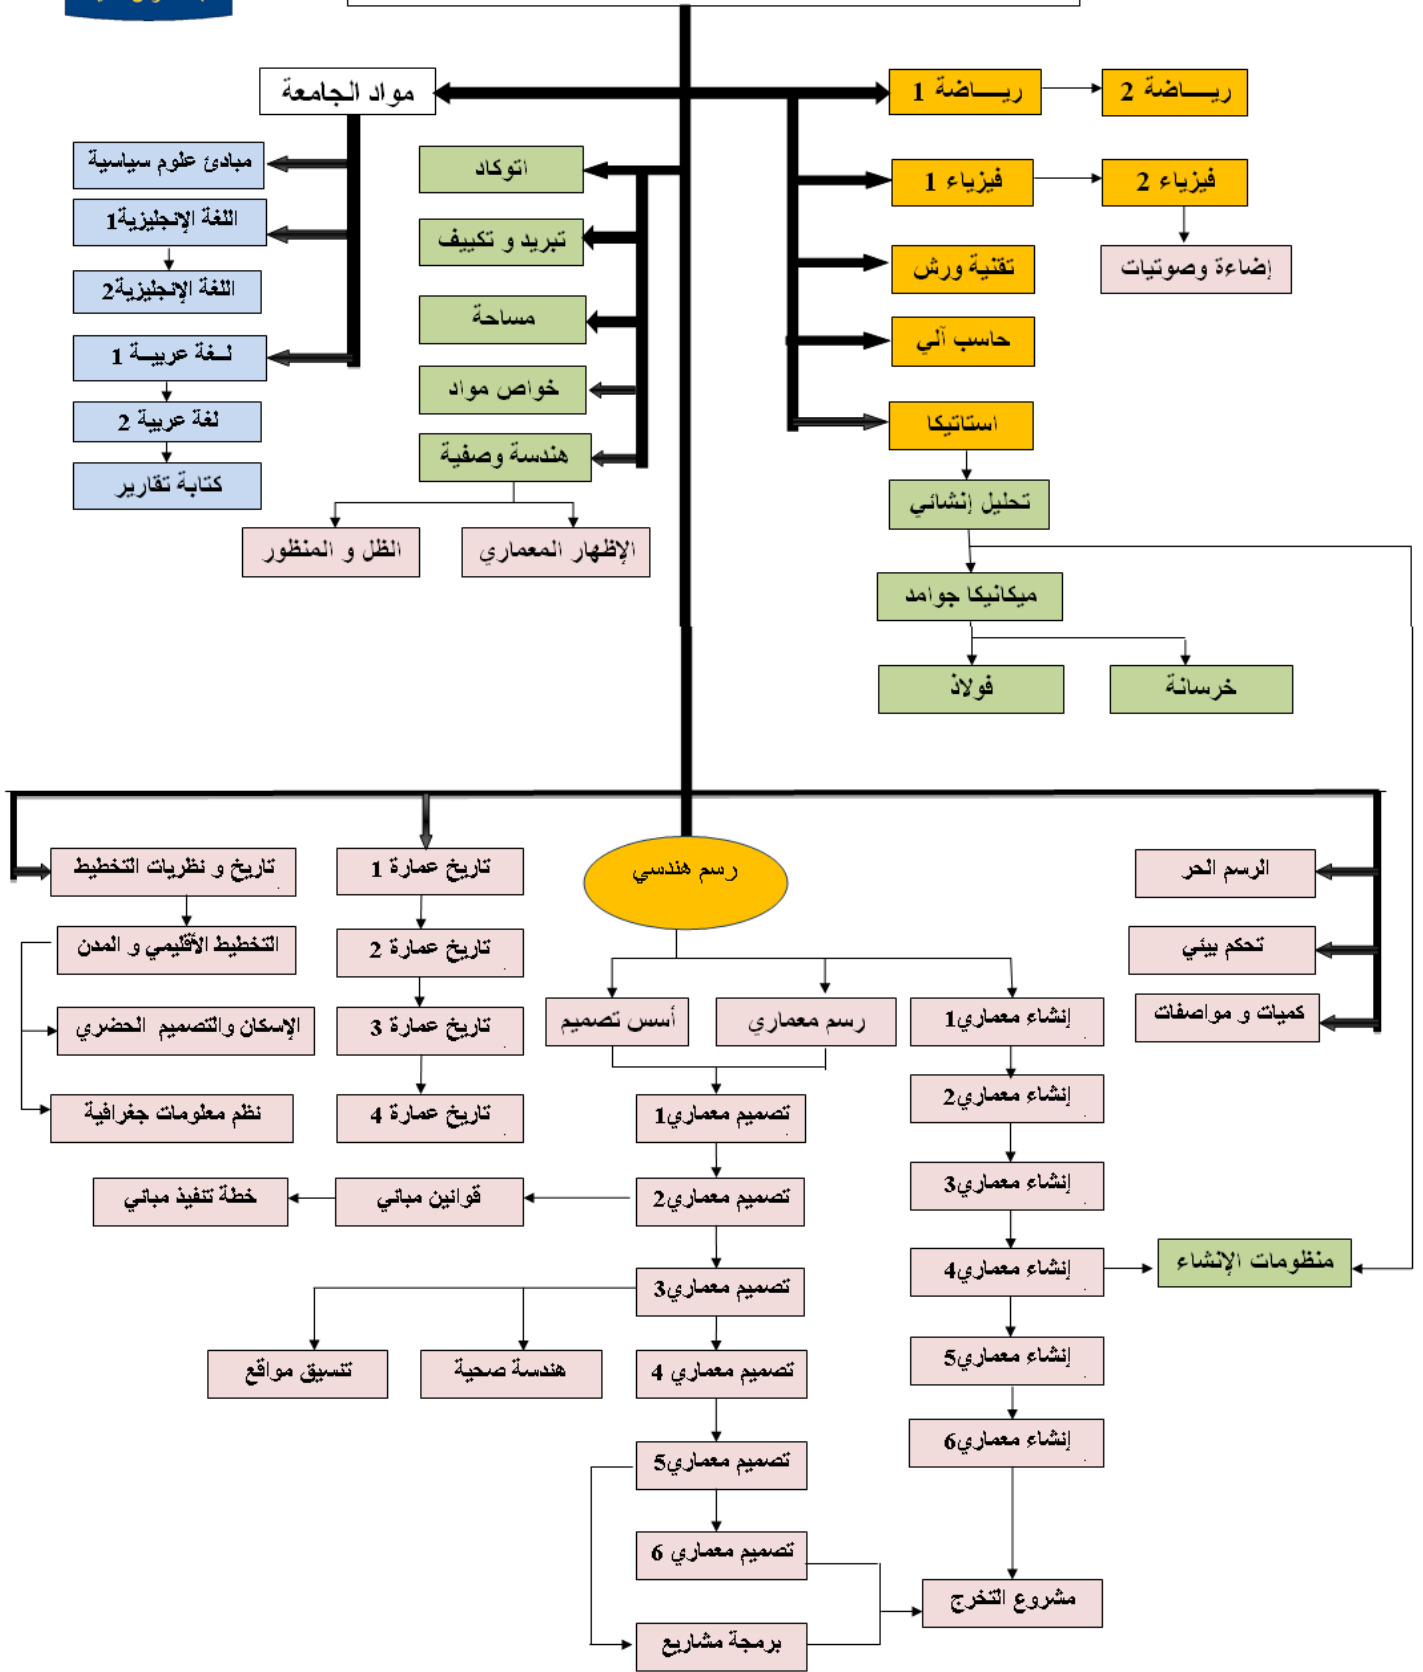 مواد الجامعة
ريـــــاضة 1
ريـــــاضة 2
مبادئ علوم سياسية
اتوكاد
فيزياء 1
فيزياء 2
اللغة الإنجليزية1
تبريد و تكييف
تقنية ورش
إضاءة وصوتيات
اللغة الإنجليزية2
مساحة
حاسب آلي
لــغة عربيــة 1
خواص مواد
استاتيكا
لغة عربية 2
هندسة وصفية
كتابة تقارير
تحليل إنشائي
الظل و المنظور
الإظهار المعماري
ميكانيكا جوامد
فولاذ
خرسانة
تاريخ و نظريات التخطيط
تاريخ عمارة 1
رسم هندسي
الرسم الحر
التخطيط الأقليمي و المدن
تاريخ عمارة 2
تحكم بيئي
الإسكان والتصميم الحضري
تاريخ عمارة 3
أسس تصميم
رسم معماري
إنشاء معماري1
كميات و مواصفات
نظم معلومات جغرافية
تاريخ عمارة 4
تصميم معماري1
إنشاء معماري2
خطة تنفيذ مباني
قوانين مباني
تصميم معماري2
إنشاء معماري3
تصميم معماري3
إنشاء معماري4
منظومات الإنشاء
تنسيق مواقع
هندسة صحية
تصميم معماري 4
إنشاء معماري5
تصميم معماري5
إنشاء معماري6
تصميم معماري 6
مشروع التخرج
برمجة مشاريع